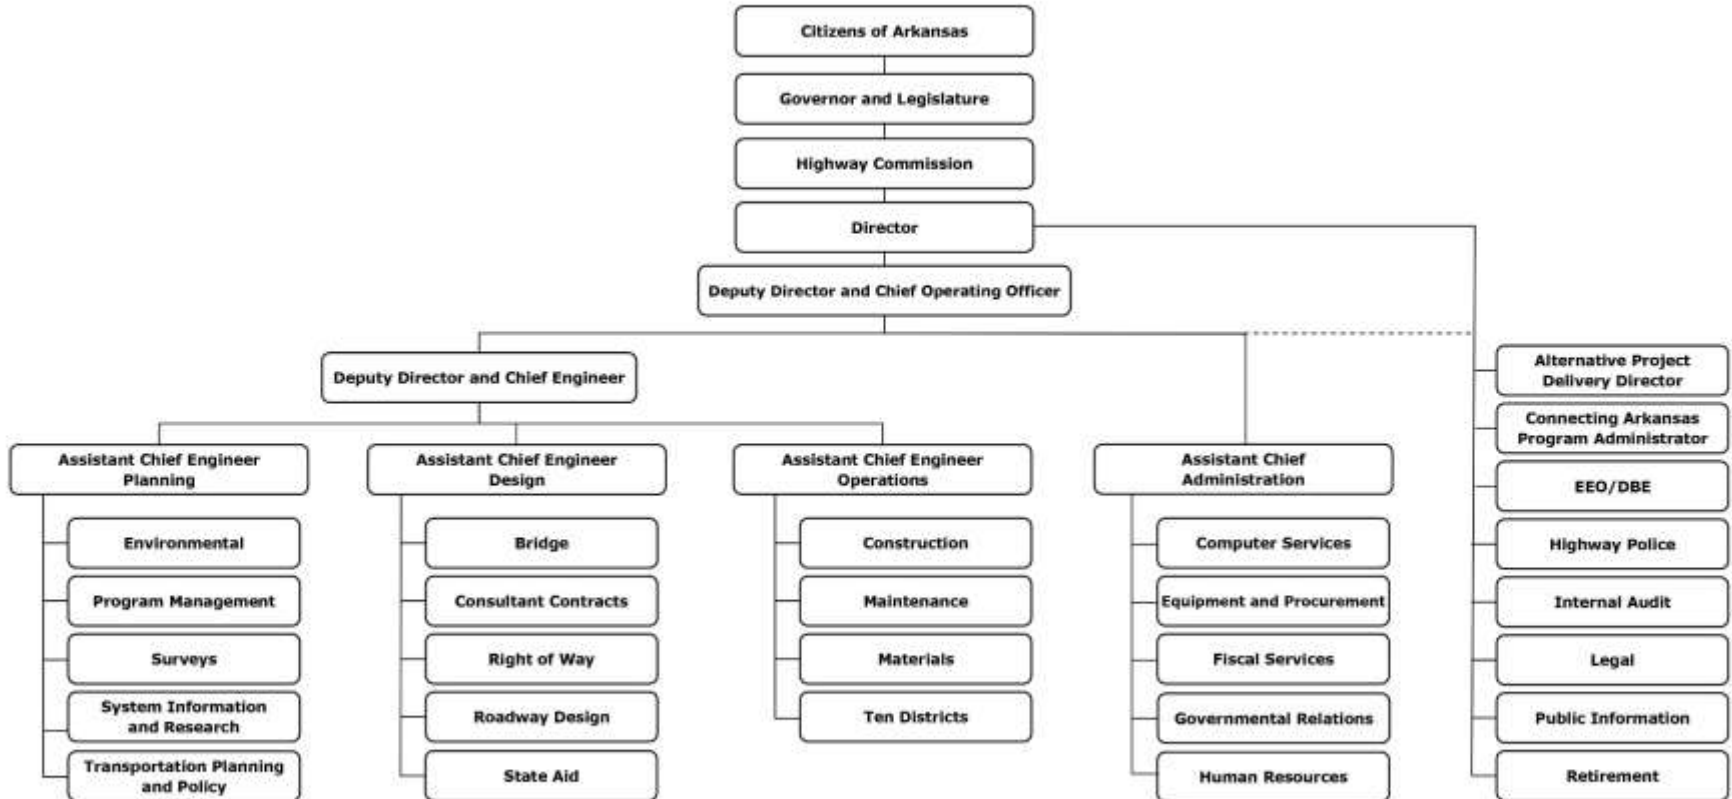 Citizens of Arkansas
Governor and Legislature
Highway Commission
Director
Deputy Director and Chief Operating Officer
Deputy Director and Chief Engineer
Assistant Chief Engineer
Planning
Environmental
Program Management
Surveys
System Information
and Research
Transportation Planning
and Policy
Assistant Chief Engineer
Design
Bridge
Consultant Contracts
Right of Way
Roadway Design
State Aid
Assistant Chief Engineer
Operations
Construction
Maintenance
Materials
Ten Districts
Assistant Chief
Administration
Computer Services
Equipment and Procurement
Fiscal Services
Governmental Relations
Human Resources
Alternative Project
Delivery Director
Connecting Arkansas
Program Administrator
EEO/DBE
Highway Police
Internal Audit
Legal
Public Information
Retirement